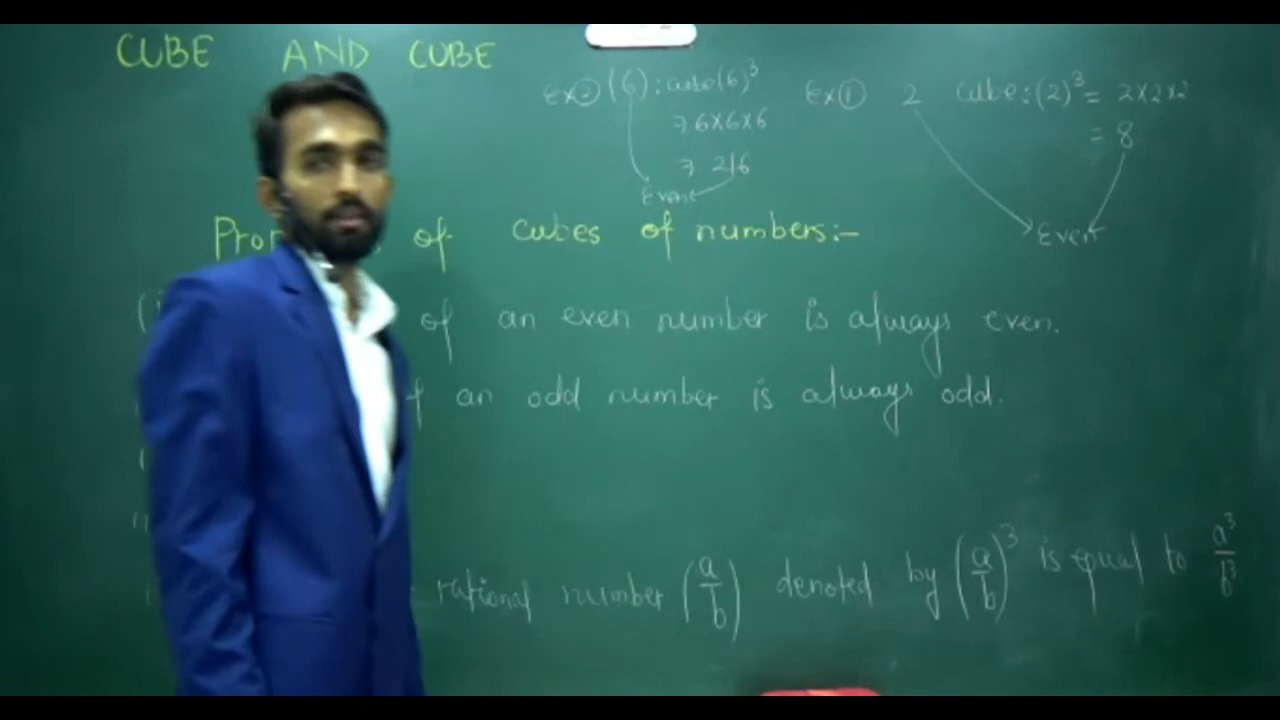 CUBE AND CUBE
Ex② (6) : cube(6)³
⇒ 6×6×6
⇒ 216
Even
Ex① 2 cube : (2)³ = 2×2×2
= 8
Even
of cubes of numbers :-
of an even number is always even.
an odd number is always odd.
rational number (a/b) denoted by (a/b)³ is equal to a³/b³